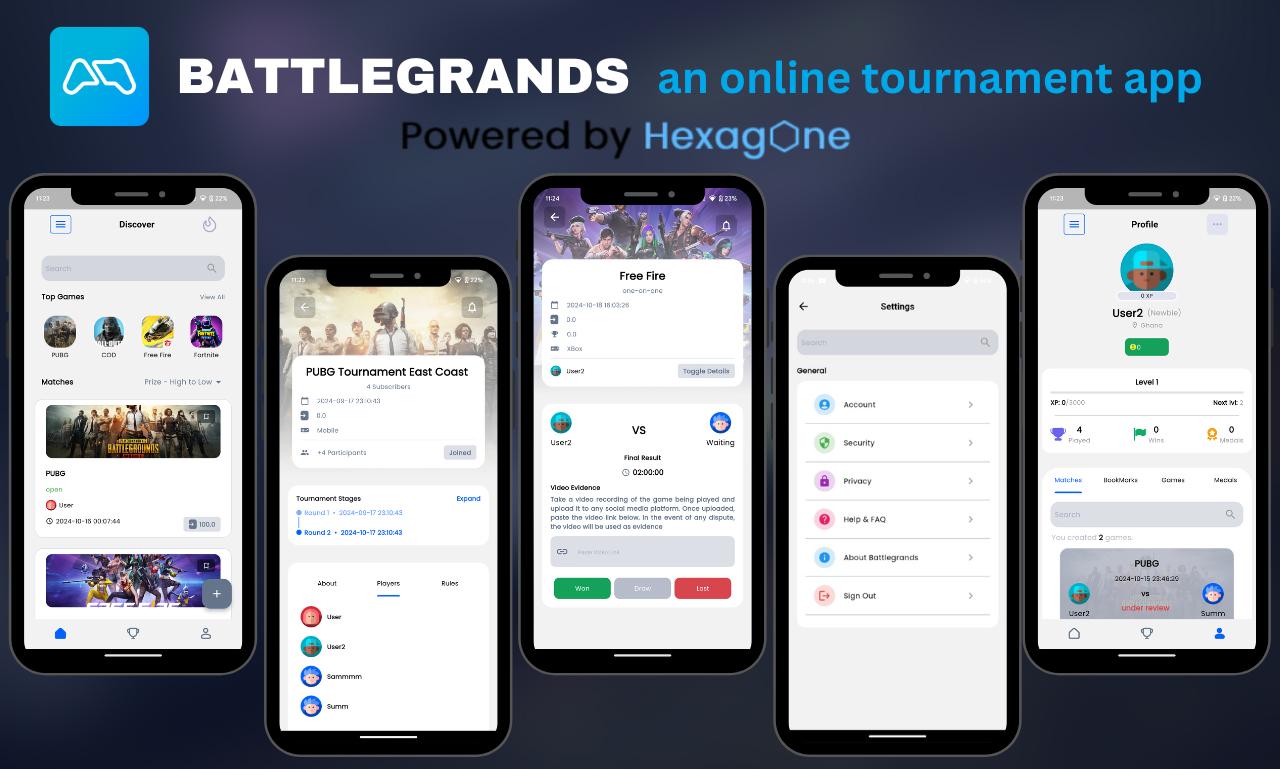 BATTLEGRANDS an online tournament app
Powered by Hexagone
11:23
22%
Discover
Search
Top Games
View All
PUBG
COD
Free Fire
Fortnite
Matches
Prize - High to Low
BATTLEGROUNDS
PUBG
open
User
2024-10-16 00:07:44
100.0
11:23
22%
PUBG Tournament East Coast
4 Subscribers
2024-09-17 23:10:43
0.0
Mobile
+4 Participants
Joined
Tournament Stages
Expand
Round 1 • 2024-09-17 23:10:43
Round 2 • 2024-10-17 23:10:43
About
Players
Rules
User
User2
Sammmm
Summ
11:24
23%
Free Fire
one-on-one
2024-10-18 16:03:26
0.0
0.0
XBox
User2
Toggle Details
VS
User2
Waiting
Final Result
02:00:00
Video Evidence
Take a video recording of the game being played and
upload it to any social media platform. Once uploaded,
paste the video link below. In the event of any dispute,
the video will be used as evidence
Paste Video Link
Won
Draw
Lost
Settings
Search
General
Account
Security
Privacy
Help & FAQ
About Battlegrands
Sign Out
11:23
22%
Profile
0 XP
User2 (Newbie)
Ghana
0
Level 1
XP: 0/3000
Next lvl: 2
4
Played
0
Wins
0
Medals
Matches
BookMarks
Games
Medals
Search
You created 2 games.
PUBG
2024-10-15 23:46:29
vs
under review
User2
Summ